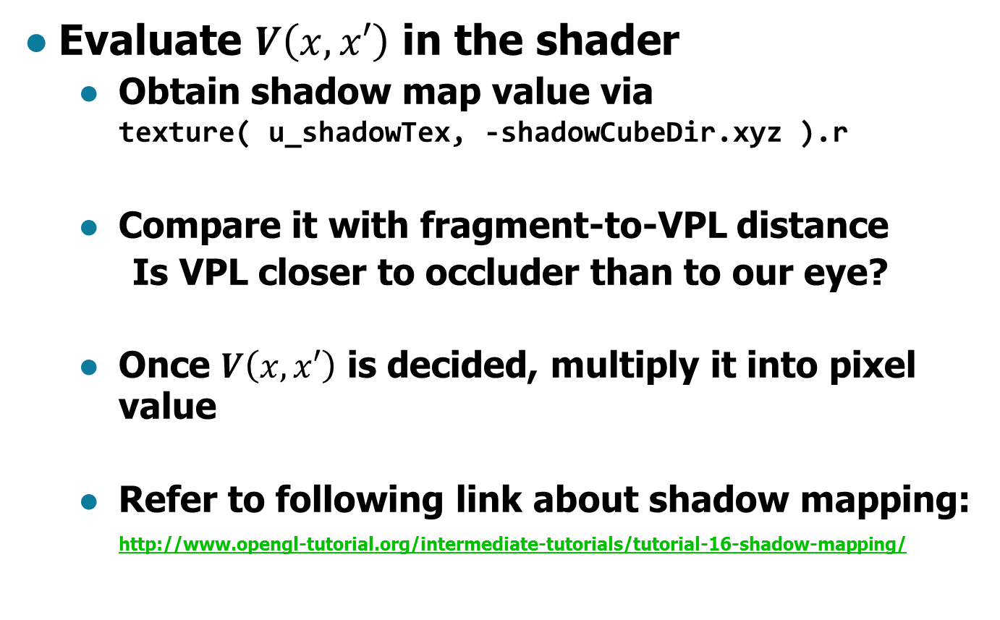 ● Evaluate V(x, x′) in the shader
● Obtain shadow map value via
texture( u_shadowTex, -shadowCubeDir.xyz ).r
● Compare it with fragment-to-VPL distance
Is VPL closer to occluder than to our eye?
● Once V(x, x′) is decided, multiply it into pixel
value
● Refer to following link about shadow mapping:
http://www.opengl-tutorial.org/intermediate-tutorials/tutorial-16-shadow-mapping/